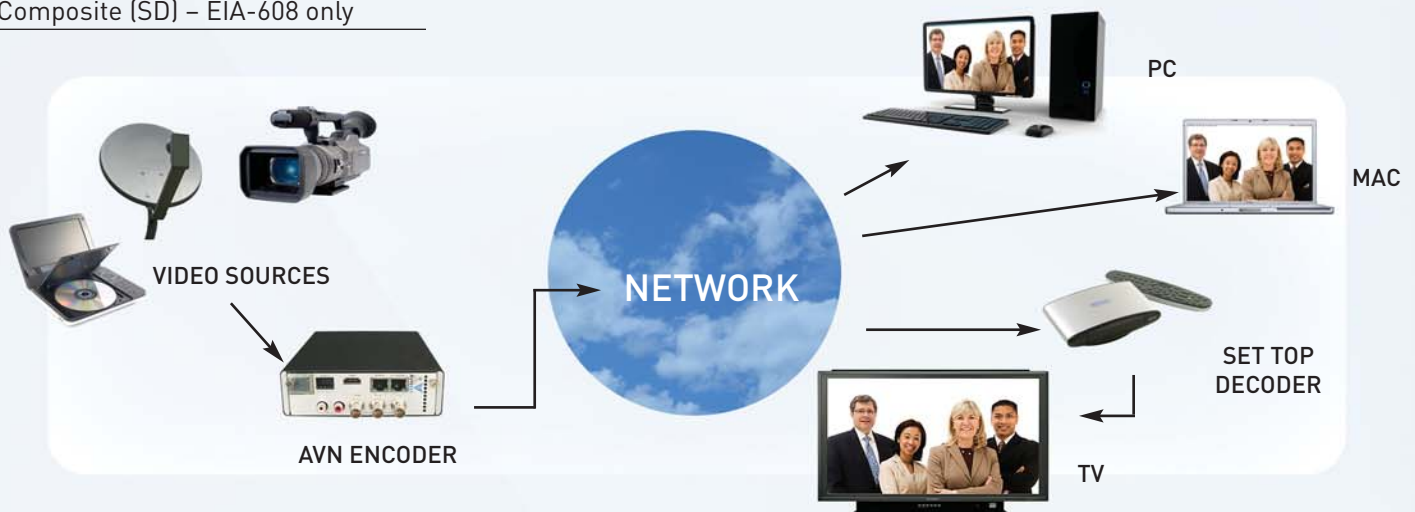 Composite (SD) – EIA-608 only
PC
MAC
VIDEO SOURCES
NETWORK
SET TOP
DECODER
AVN ENCODER
TV